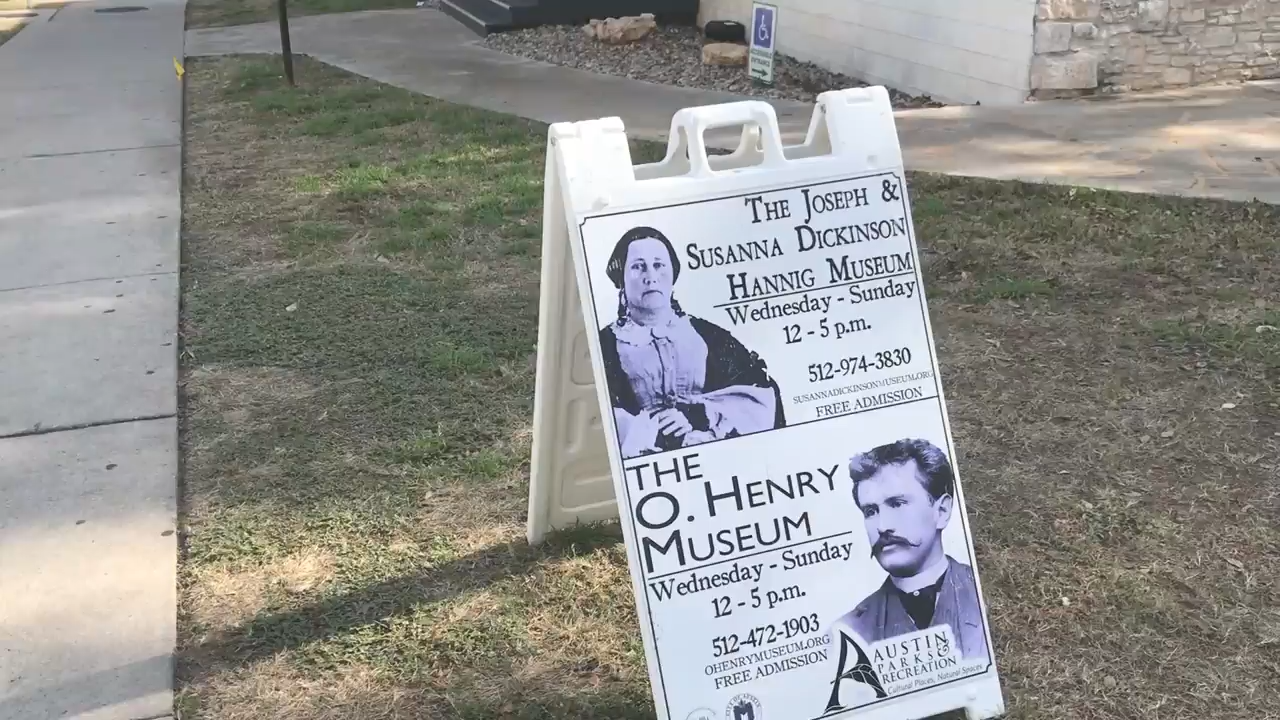 ACCESSIBLE
ENTRANCE
THE JOSEPH &
SUSANNA DICKINSON
HANNIG MUSEUM
Wednesday - Sunday
12 - 5 p.m.
512-974-3830
SUSANNADICKINSONMUSEUM.ORG
FREE ADMISSION
THE
O. HENRY
MUSEUM
Wednesday - Sunday
12 - 5 p.m.
512-472-1903
OHENRYMUSEUM.ORG
FREE ADMISSION
AUSTIN
PARKS &
RECREATION
Cultural Places, Natural Spaces